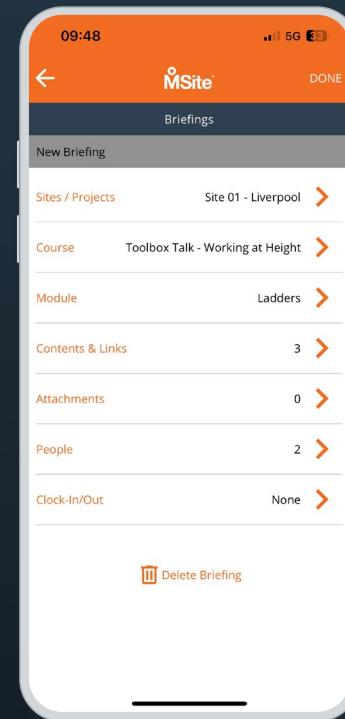 09:48 5G 33
MSite DONE
Briefings
New Briefing
Sites / Projects Site 01 - Liverpool
Course Toolbox Talk - Working at Height
Module Ladders
Contents & Links 3
Attachments 0
People 2
Clock-In/Out None
Delete Briefing